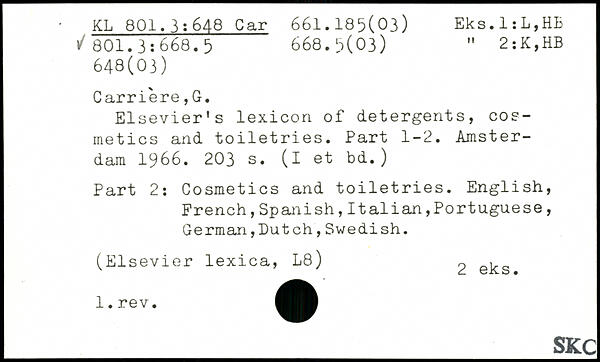 KL 801.3:648 Car 661.185(03) Eks.1:L,HB
✓ 801.3:668.5 668.5(03) " 2:K,HB
648(03)
Carrière,G.
Elsevier's lexicon of detergents, cos-
metics and toiletries. Part 1-2. Amster-
dam 1966. 203 s. (I et bd.)
Part 2: Cosmetics and toiletries. English,
French,Spanish,Italian,Portuguese,
German,Dutch,Swedish.
(Elsevier lexica, L8)
2 eks.
1.rev.
SKC